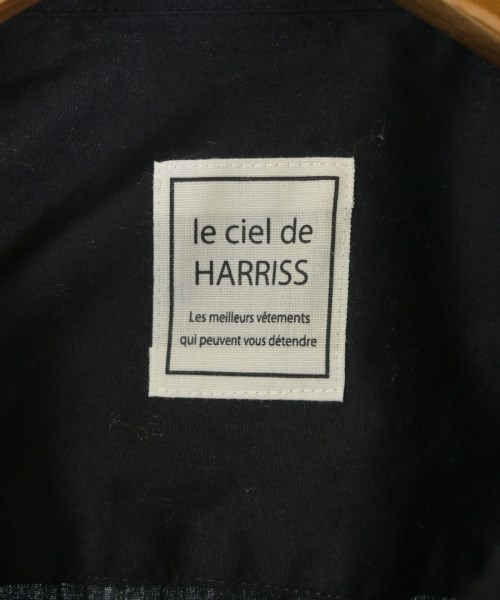 le ciel de
HARRISS
Les meilleurs vêtements
qui peuvent vous détendre